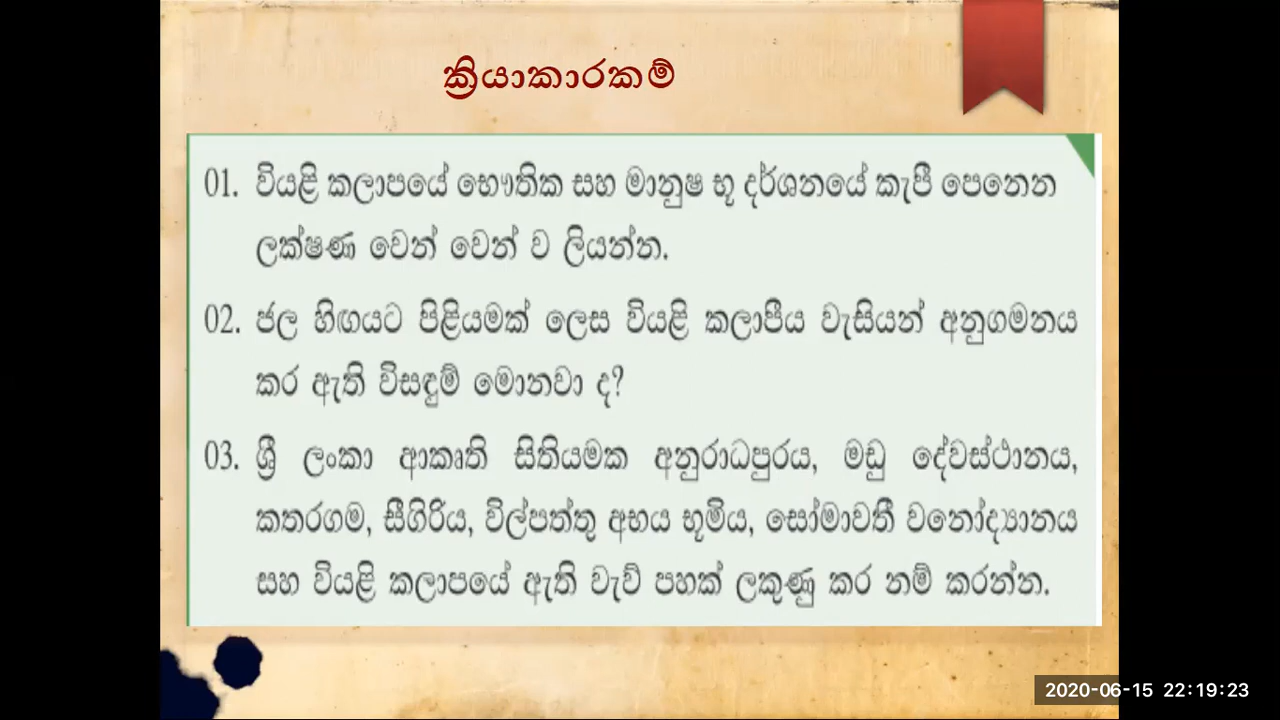 ක්‍රියාකාරකම්
01. වියළි කලාපයේ භෞතික සහ මානුෂ භූ දර්ශනයේ කැපී පෙනෙන
ලක්ෂණ වෙන් වෙන් ව ලියන්න.
02. ජල හිඟයට පිළියමක් ලෙස වියළි කලාපීය වැසියන් අනුගමනය
කර ඇති විසඳුම් මොනවා ද?
03. ශ්‍රී ලංකා ආකෘති සිතියමක අනුරාධපුරය, මඩු දේවස්ථානය,
කතරගම, සීගිරිය, විල්පත්තු අභය භූමිය, සෝමාවතී වනෝද්‍යානය
සහ වියළි කලාපයේ ඇති වැව් පහක් ලකුණු කර නම් කරන්න.
2020-06-15 22:19:23